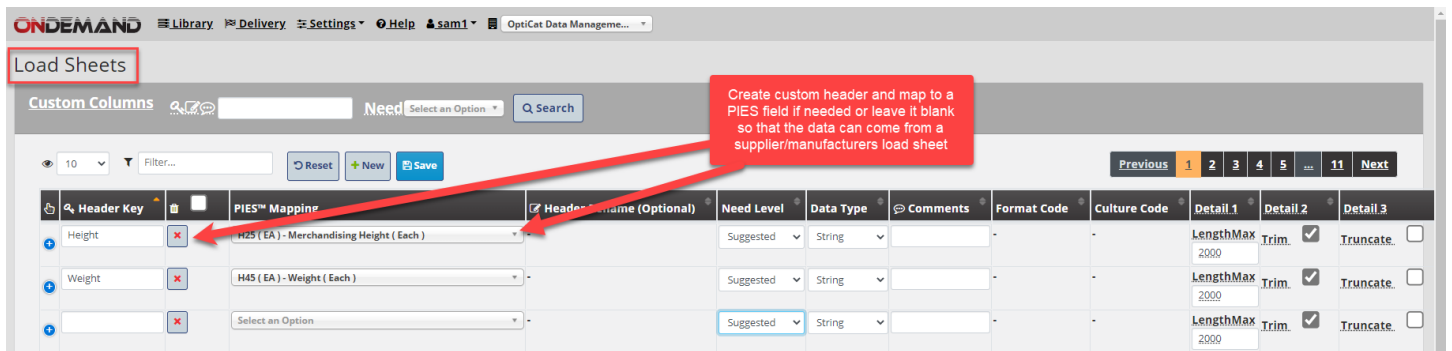 ONDEMAND Library Delivery Settings Help sam1 OptiCat Data Manageme...
Load Sheets
Custom Columns Need Select an Option Search
Create custom header and map to a
PIES field if needed or leave it blank
so that the data can come from a
supplier/manufacturers load sheet
10 Filter... Reset + New Save Previous 1 2 3 4 5 ... 11 Next
Header Key PIES™ Mapping Header Rename (Optional) Need Level Data Type Comments Format Code Culture Code Detail 1 Detail 2 Detail 3
Height H25 ( EA ) - Merchandising Height ( Each ) - Suggested String - - LengthMax Trim Truncate
2000
Weight H45 ( EA ) - Weight ( Each ) - Suggested String - - LengthMax Trim Truncate
2000
Select an Option - Suggested String - - LengthMax Trim Truncate
2000